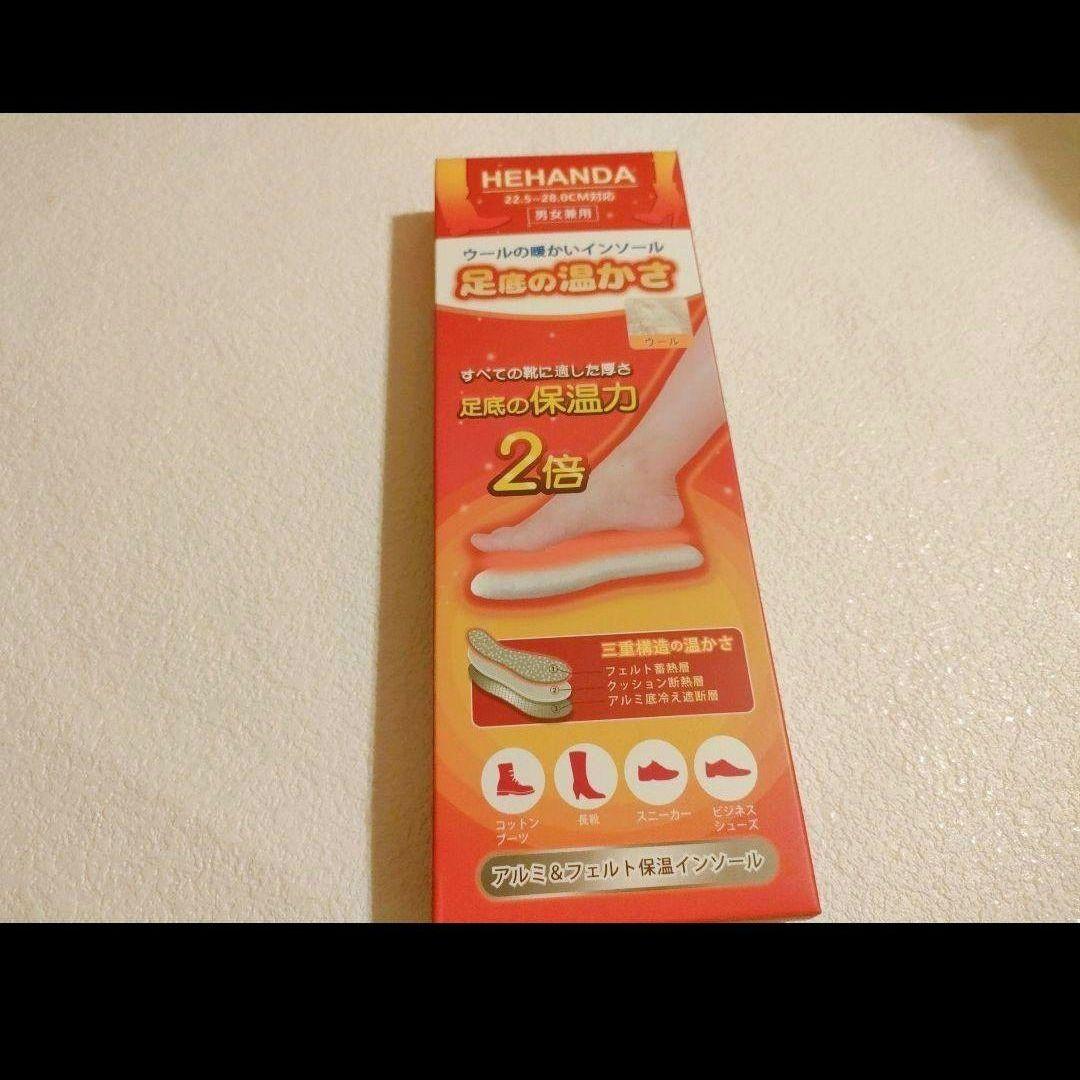 HEHANDA
22.5-28.0CM対応
男女兼用
ウールの暖かいインソール
足底の温かさ
ウール
すべての靴に適した厚さ
足底の保温力
2倍
三重構造の温かさ
① フェルト蓄熱層
② クッション断熱層
③ アルミ底冷え遮断層
コットン
ブーツ
長靴
スニーカー
ビジネス
シューズ
アルミ&フェルト保温インソール